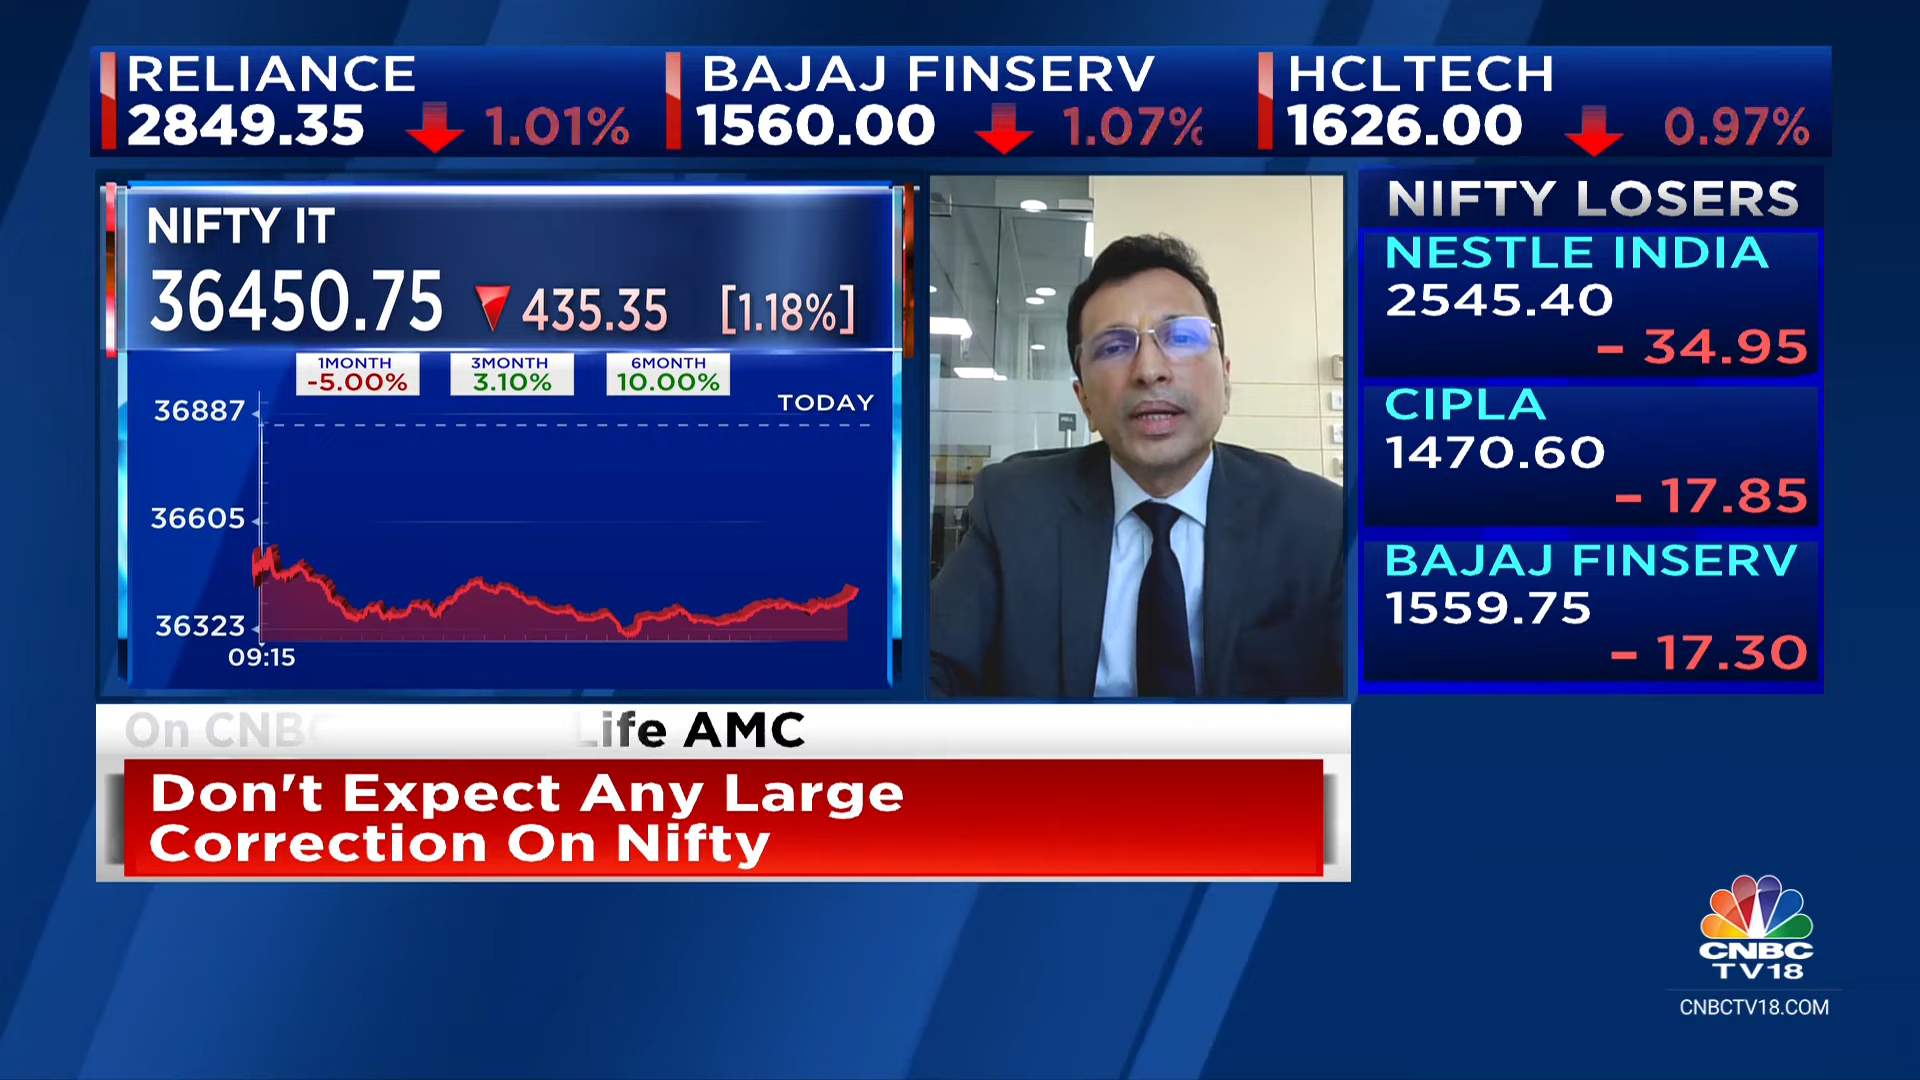 RELIANCE
2849.35 1.01%
BAJAJ FINSERV
1560.00 1.07%
HCLTECH
1626.00 0.97%
NIFTY IT
36450.75 435.35 [1.18%]
1MONTH
-5.00%
3MONTH
3.10%
6MONTH
10.00%
TODAY
36887
36605
36323
09:15
NIFTY LOSERS
NESTLE INDIA
2545.40
- 34.95
CIPLA
1470.60
- 17.85
BAJAJ FINSERV
1559.75
- 17.30
On CNBC Life AMC
Don't Expect Any Large
Correction On Nifty
CNBC
TV18
CNBCTV18.COM